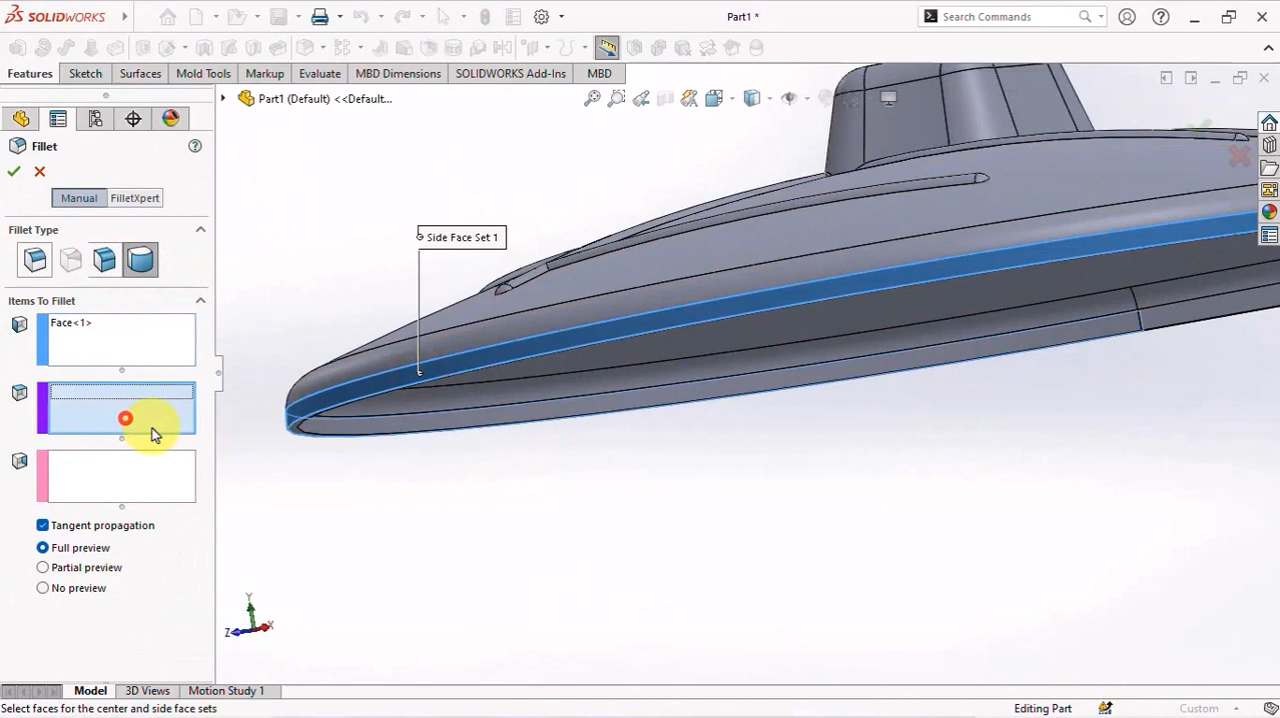 SOLIDWORKS
Part1 *
Search Commands
Features
Sketch
Surfaces
Mold Tools
Markup
Evaluate
MBD Dimensions
SOLIDWORKS Add-Ins
MBD
Part1 (Default) <<Default...
Fillet
Manual
FilletXpert
Fillet Type
Side Face Set 1
Items To Fillet
Face<1>
Tangent propagation
Full preview
Partial preview
No preview
Y
Z
X
Model
3D Views
Motion Study 1
Select faces for the center and side face sets
Editing Part
Custom